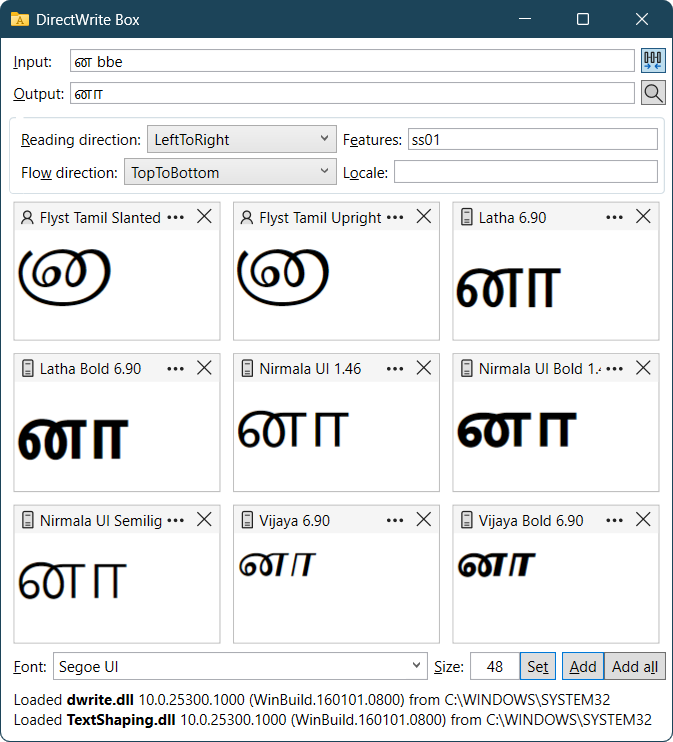 DirectWrite Box
Input: ன bbe
Output: னா
Reading direction: LeftToRight Features: ss01
Flow direction: TopToBottom Locale:
Flyst Tamil Slanted ••• Flyst Tamil Upright ••• Latha 6.90 •••
னா னா னா
Latha Bold 6.90 ••• Nirmala UI 1.46 ••• Nirmala UI Bold 1.4 •••
னா னா னா
Nirmala UI Semilig ••• Vijaya 6.90 ••• Vijaya Bold 6.90 •••
னா னா னா
Font: Segoe UI Size: 48 Set Add Add all
Loaded dwrite.dll 10.0.25300.1000 (WinBuild.160101.0800) from C:\WINDOWS\SYSTEM32
Loaded TextShaping.dll 10.0.25300.1000 (WinBuild.160101.0800) from C:\WINDOWS\SYSTEM32